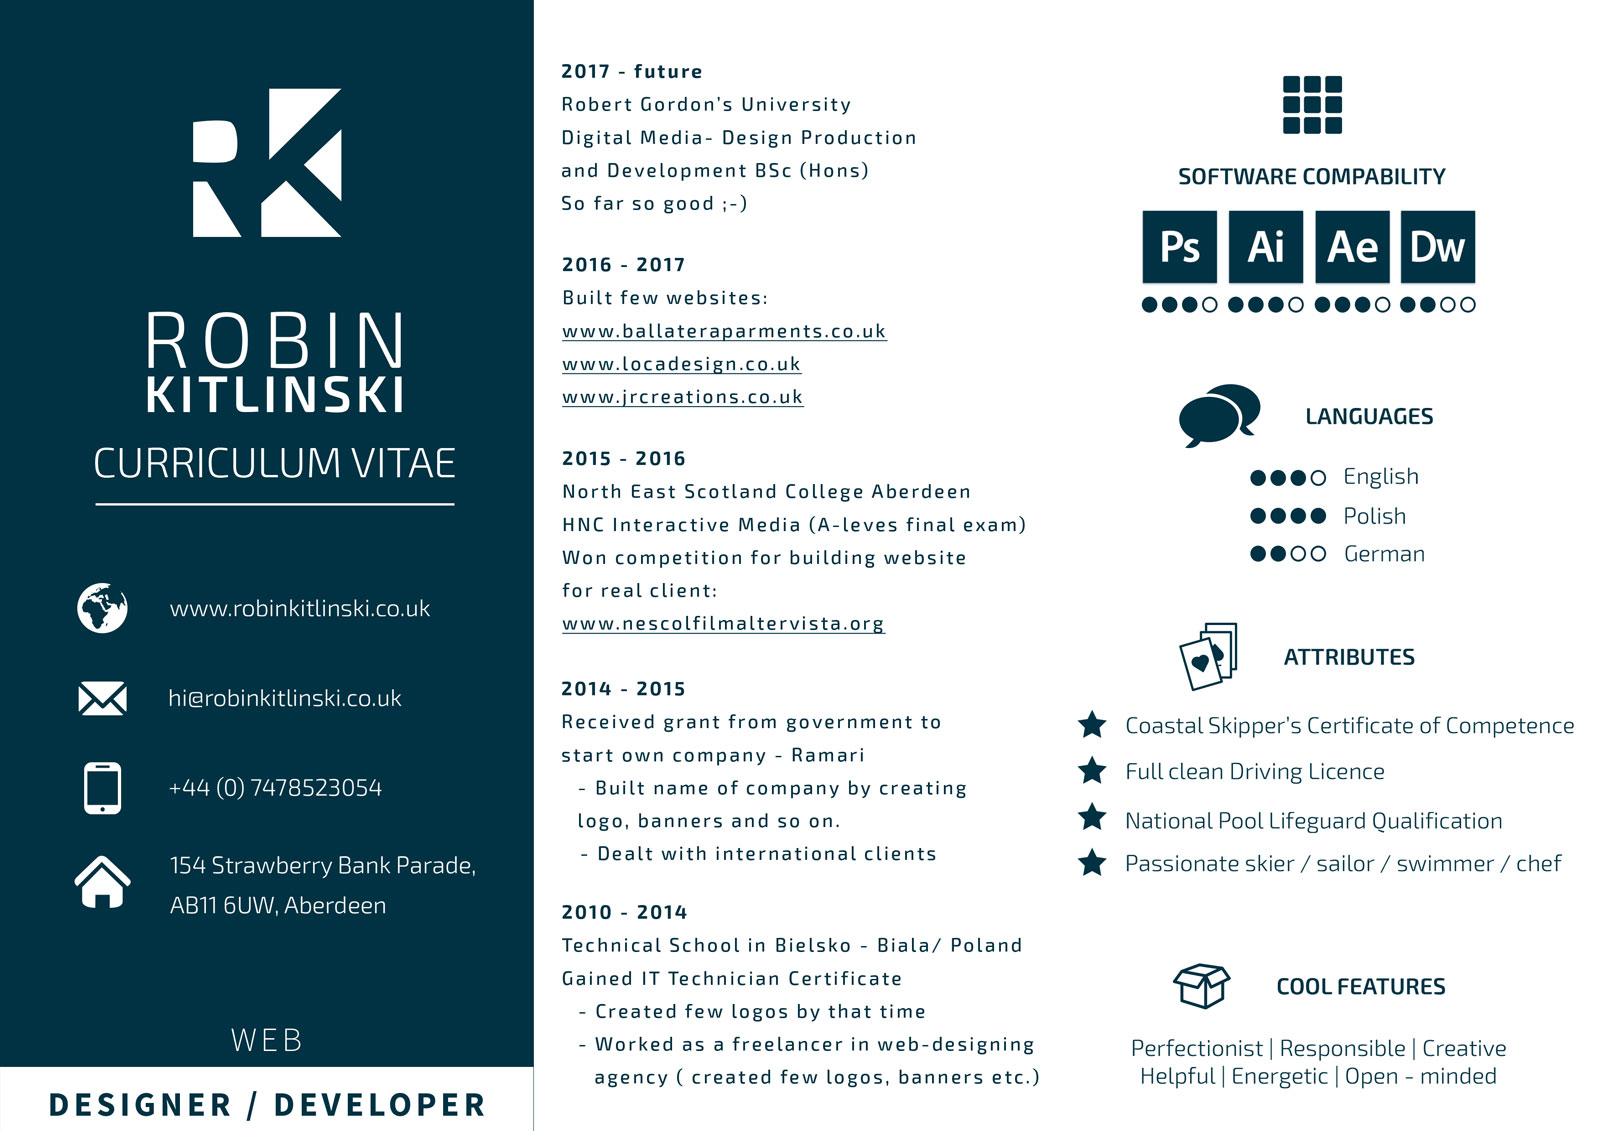 RK
ROBIN
KITLINSKI
CURRICULUM VITAE
www.robinkitlinski.co.uk
hi@robinkitlinski.co.uk
+44 (0) 7478523054
154 Strawberry Bank Parade,
AB11 6UW, Aberdeen
WEB
DESIGNER / DEVELOPER
2017 - future
Robert Gordon's University
Digital Media- Design Production
and Development BSc (Hons)
So far so good ;-)
2016 - 2017
Built few websites:
www.ballateraparments.co.uk
www.locadesign.co.uk
www.jrcreations.co.uk
2015 - 2016
North East Scotland College Aberdeen
HNC Interactive Media (A-leves final exam)
Won competition for building website
for real client:
www.nescolfilmaltervista.org
2014 - 2015
Received grant from government to
start own company - Ramari
- Built name of company by creating
logo, banners and so on.
- Dealt with international clients
2010 - 2014
Technical School in Bielsko - Biala/ Poland
Gained IT Technician Certificate
- Created few logos by that time
- Worked as a freelancer in web-designing
agency ( created few logos, banners etc.)
SOFTWARE COMPABILITY
Ps Ai Ae Dw
LANGUAGES
English
Polish
German
ATTRIBUTES
Coastal Skipper's Certificate of Competence
Full clean Driving Licence
National Pool Lifeguard Qualification
Passionate skier / sailor / swimmer / chef
COOL FEATURES
Perfectionist | Responsible | Creative
Helpful | Energetic | Open - minded